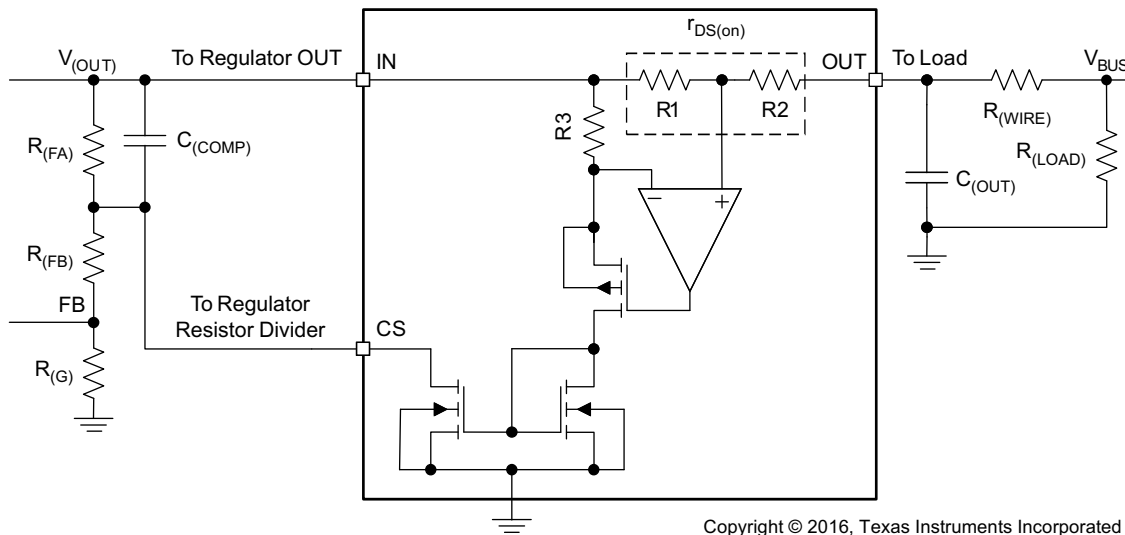 r_DS(on)
V_(OUT)
To Regulator OUT
IN
OUT
To Load
V_BUS
R1
R2
R3
R_(WIRE)
R_(FA)
C_(COMP)
R_(LOAD)
C_(OUT)
−
+
R_(FB)
FB
To Regulator
Resistor Divider
CS
R_(G)
Copyright © 2016, Texas Instruments Incorporated